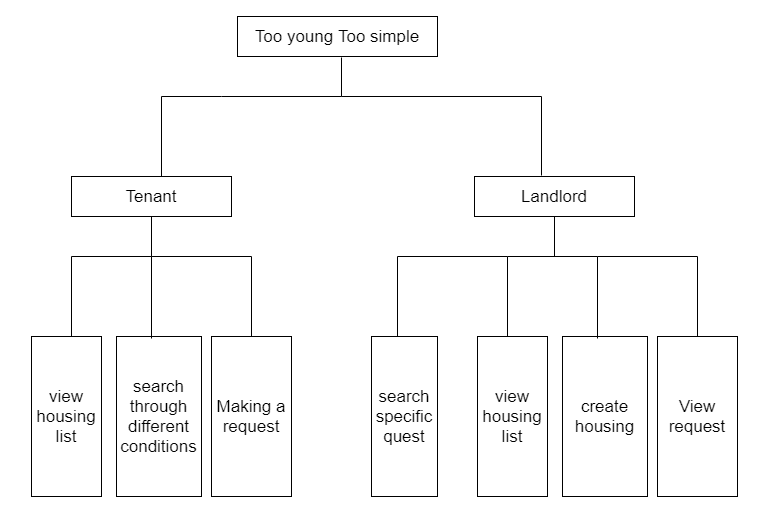 Too young Too simple
Tenant
Landlord
view
housing
list
search
through
different
conditions
Making a
request
search
specific
quest
view
housing
list
create
housing
View
request